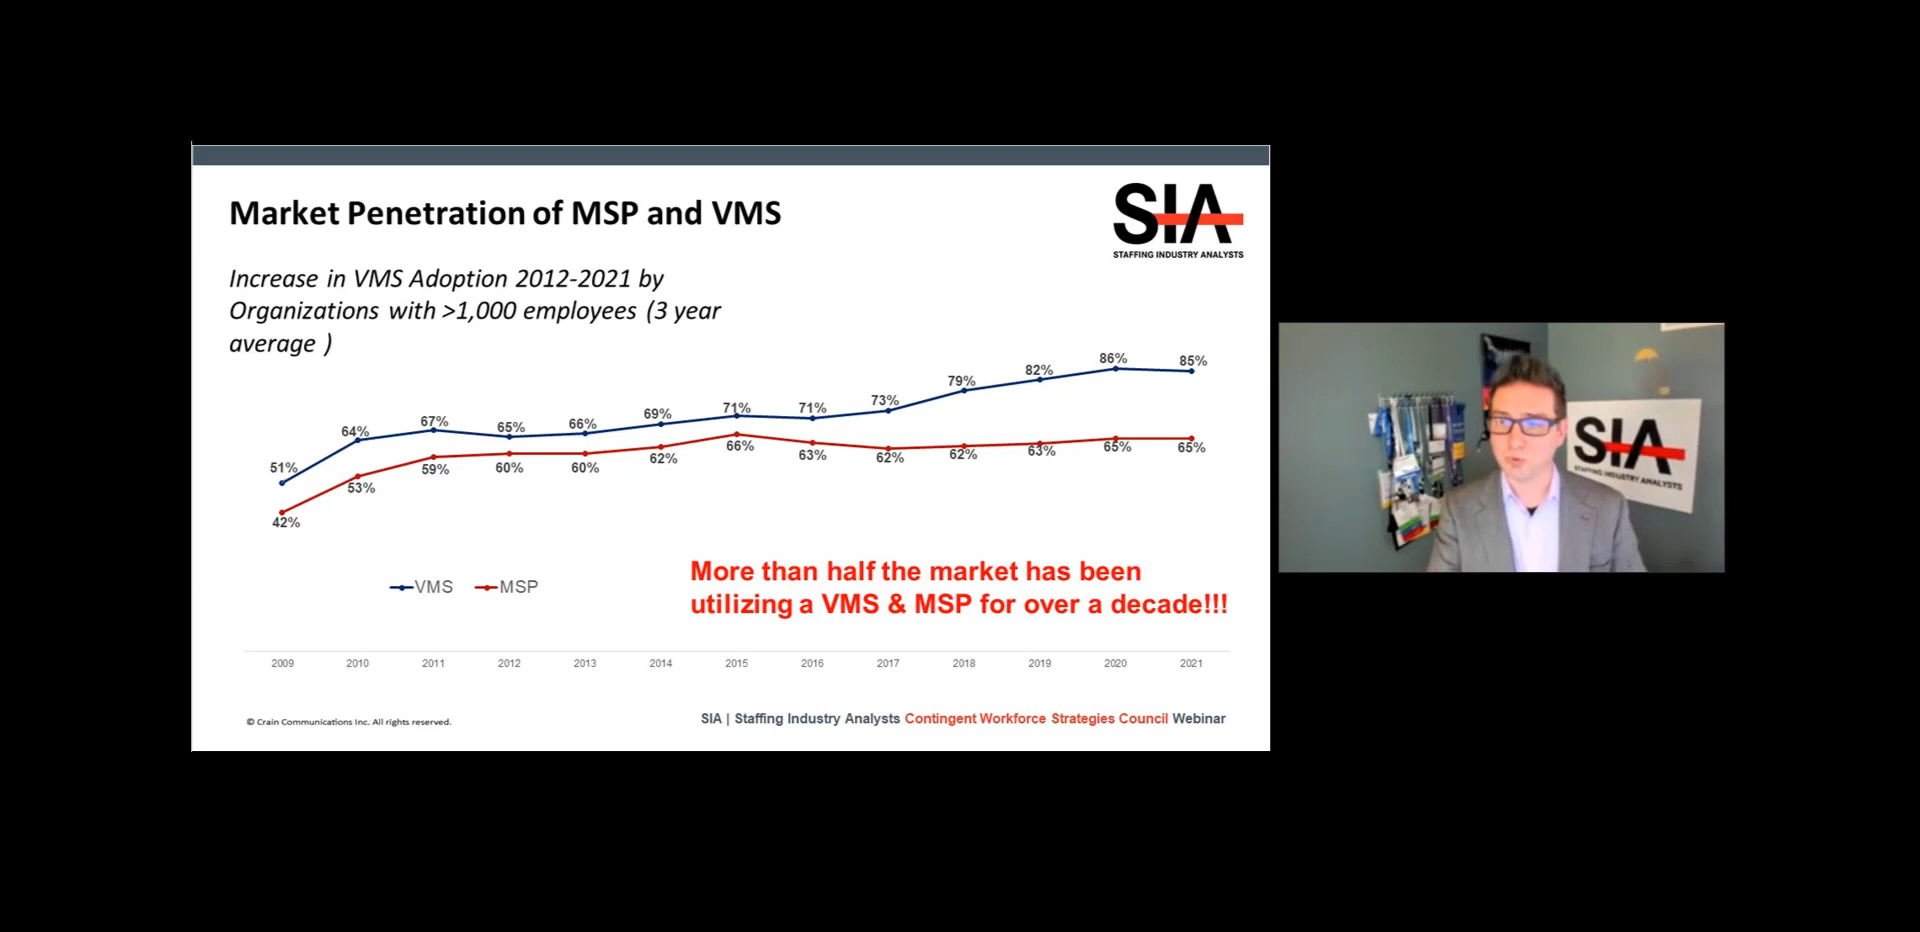 Market Penetration of MSP and VMS
SIA
STAFFING INDUSTRY ANALYSTS
Increase in VMS Adoption 2012-2021 by
Organizations with >1,000 employees (3 year
average )
51%
64%
67%
65%
66%
69%
71%
71%
73%
79%
82%
86%
85%
42%
53%
59%
60%
60%
62%
66%
63%
62%
62%
63%
65%
65%
VMS
MSP
More than half the market has been
utilizing a VMS & MSP for over a decade!!!
2009
2010
2011
2012
2013
2014
2015
2016
2017
2018
2019
2020
2021
© Crain Communications Inc. All rights reserved.
SIA | Staffing Industry Analysts Contingent Workforce Strategies Council Webinar
SIA
STAFFING INDUSTRY ANALYSTS